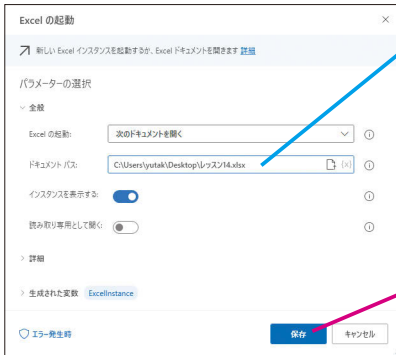 Excel の起動
新しい Excel インスタンスを起動するか、Excel ドキュメントを開きます 詳細
パラメーターの選択
全般
Excel の起動: 次のドキュメントを開く
ドキュメント パス: C:\Users\yutak\Desktop\レッスン14.xlsx {x}
インスタンスを表示する:
読み取り専用として開く:
詳細
生成された変数 ExcelInstance
エラー発生時 保存 キャンセル